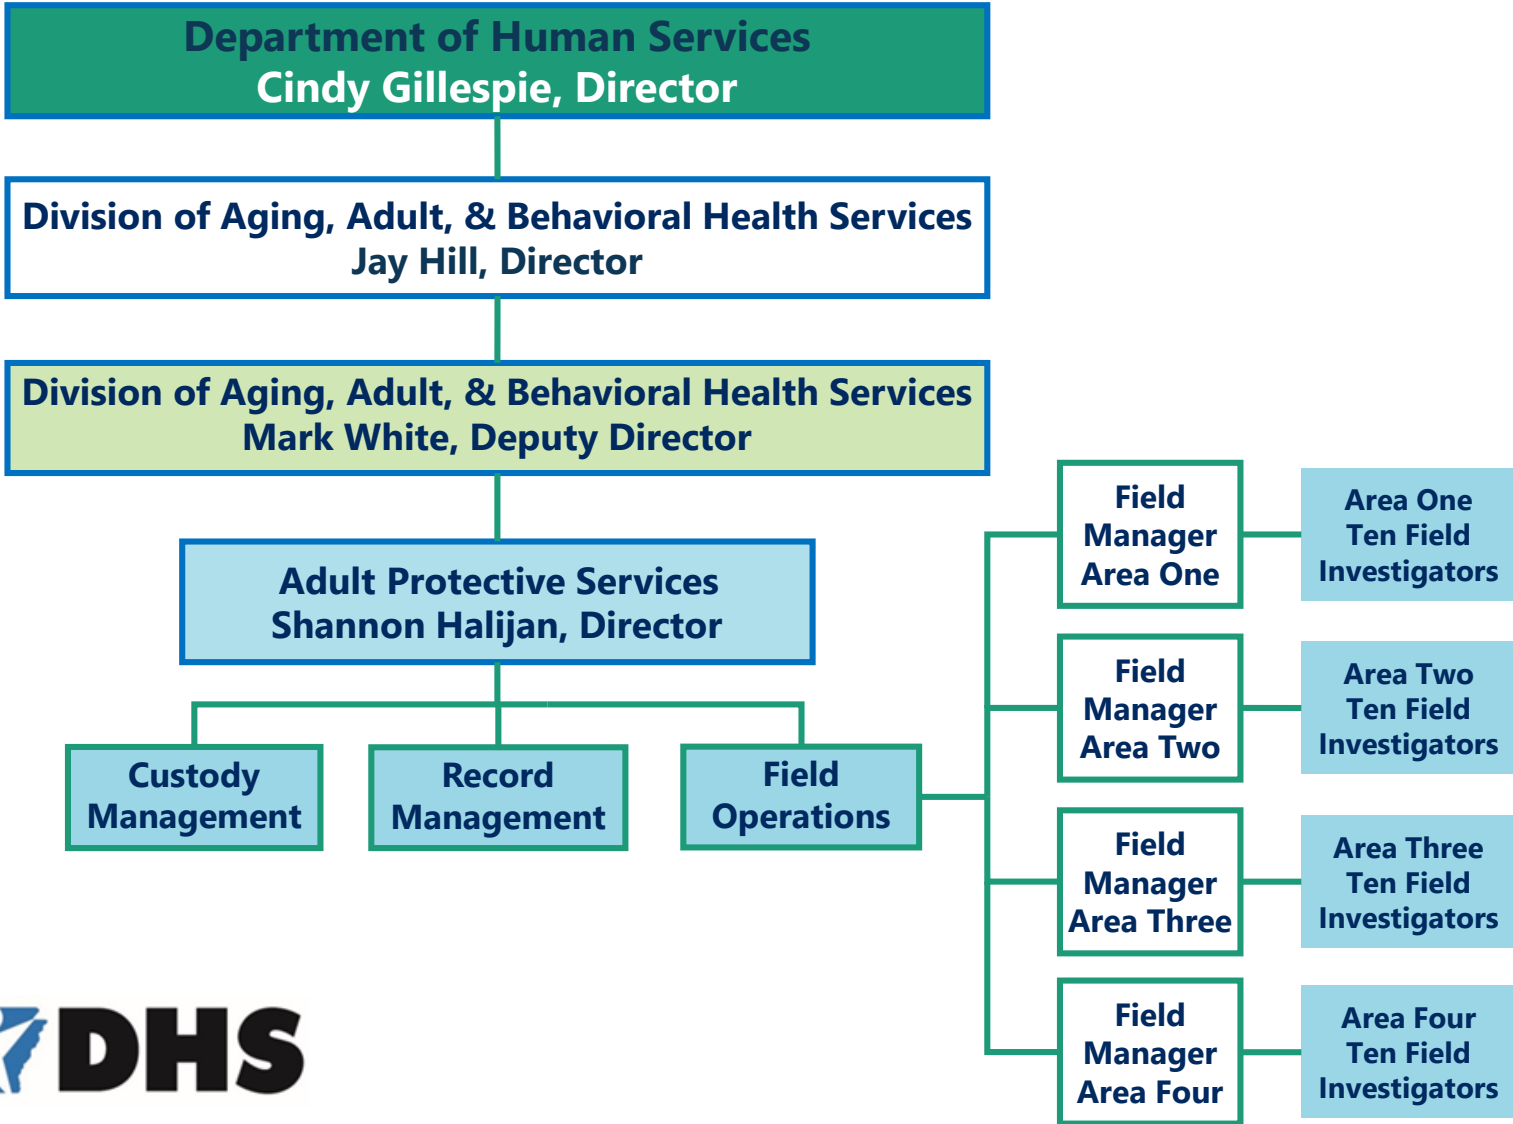 Department of Human Services
Cindy Gillespie, Director
Division of Aging, Adult, & Behavioral Health Services
Jay Hill, Director
Division of Aging, Adult, & Behavioral Health Services
Mark White, Deputy Director
Adult Protective Services
Shannon Halijan, Director
Custody
Management
Record
Management
Field
Operations
Field
Manager
Area One
Area One
Ten Field
Investigators
Field
Manager
Area Two
Area Two
Ten Field
Investigators
Field
Manager
Area Three
Area Three
Ten Field
Investigators
Field
Manager
Area Four
Area Four
Ten Field
Investigators
DHS